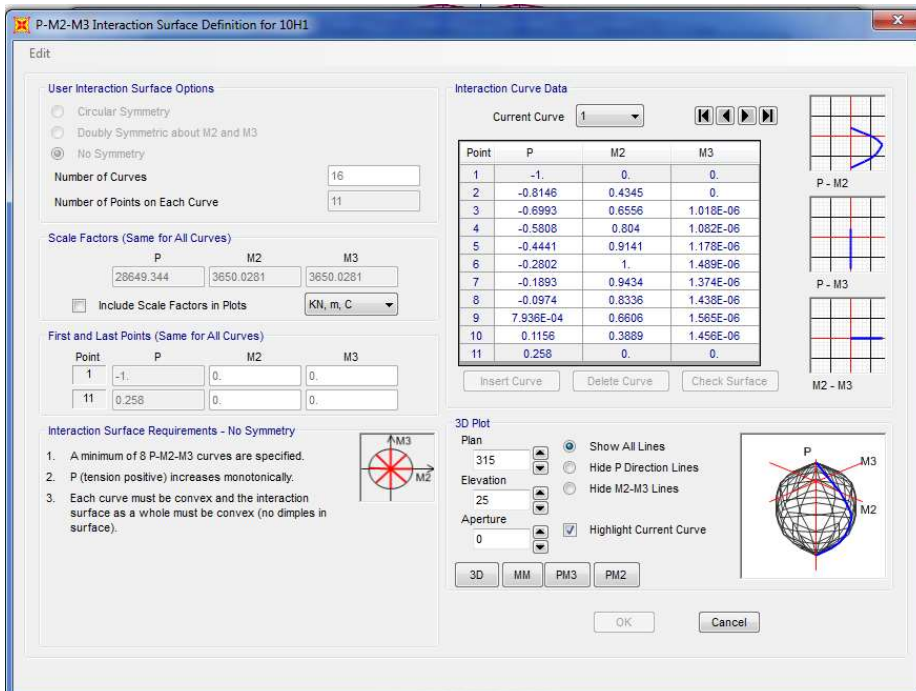 P-M2-M3 Interaction Surface Definition for 10H1
Edit
User Interaction Surface Options
Circular Symmetry
Doubly Symmetric about M2 and M3
No Symmetry
Number of Curves 16
Number of Points on Each Curve 11
Scale Factors (Same for All Curves)
P M2 M3
28649.344 3650.0281 3650.0281
Include Scale Factors in Plots KN, m, C
First and Last Points (Same for All Curves)
Point P M2 M3
1 -1. 0. 0.
11 0.258 0. 0.
Interaction Surface Requirements - No Symmetry
1. A minimum of 8 P-M2-M3 curves are specified.
2. P (tension positive) increases monotonically.
3. Each curve must be convex and the interaction
surface as a whole must be convex (no dimples in
surface).
M3
M2
Interaction Curve Data
Current Curve 1
Point P M2 M3
1 -1. 0. 0.
2 -0.8146 0.4345 0.
3 -0.6993 0.6556 1.018E-06
4 -0.5808 0.804 1.082E-06
5 -0.4441 0.9141 1.178E-06
6 -0.2802 1. 1.489E-06
7 -0.1893 0.9434 1.374E-06
8 -0.0974 0.8336 1.438E-06
9 7.936E-04 0.6606 1.565E-06
10 0.1156 0.3889 1.456E-06
11 0.258 0. 0.
Insert Curve Delete Curve Check Surface
P - M2
P - M3
M2 - M3
3D Plot
Plan
315
Elevation
25
Aperture
0
Show All Lines
Hide P Direction Lines
Hide M2-M3 Lines
Highlight Current Curve
3D MM PM3 PM2
P
M3
M2
OK Cancel